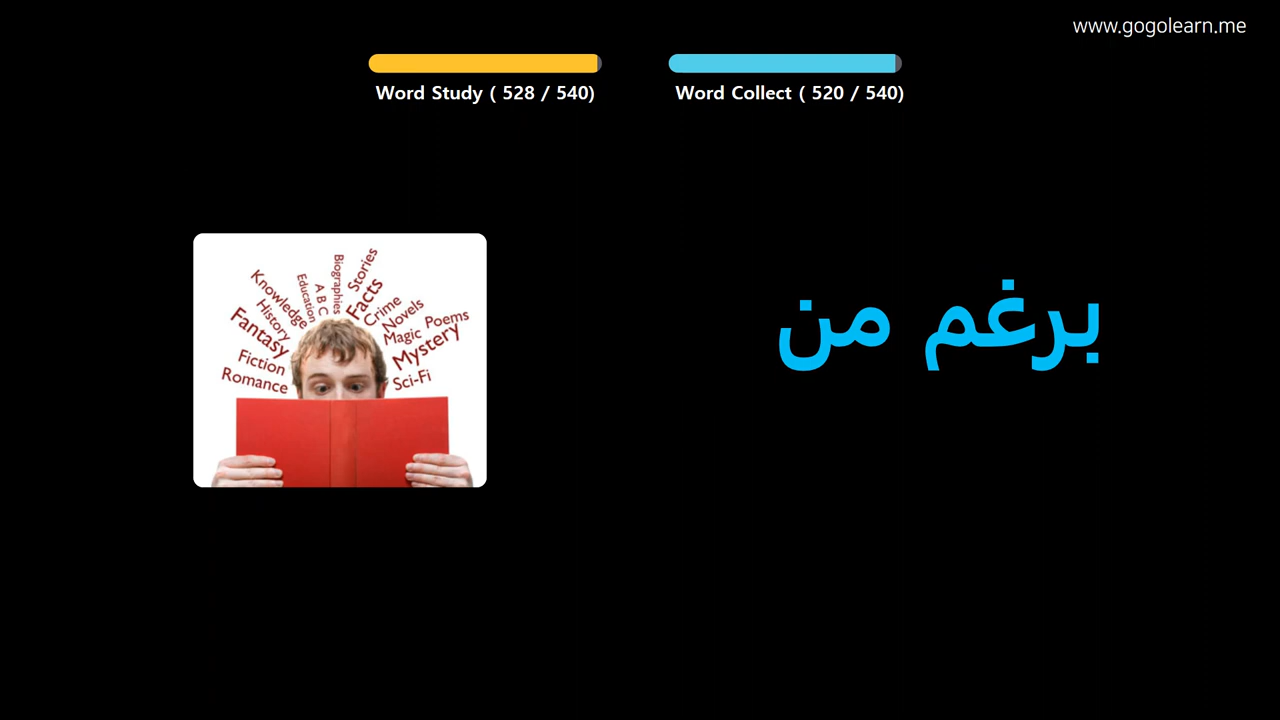 www.gogolearn.me
Word Study ( 528 / 540)
Word Collect ( 520 / 540)
برغم من
Knowledge
History
Fantasy
Fiction
Romance
Education
A B C
Biographies
Stories
Facts
Crime
Novels
Magic
Poems
Mystery
Sci-Fi